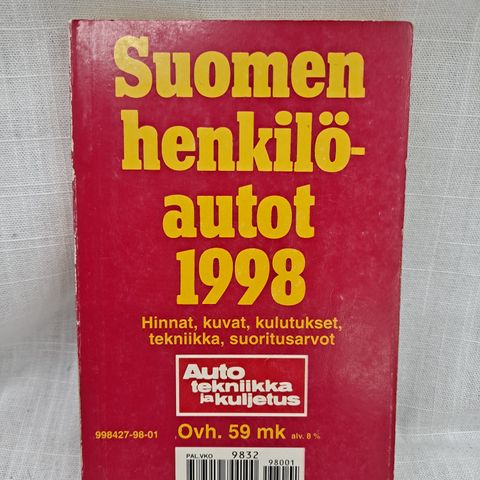 Suomen
henkilö-
autot
1998
Hinnat, kuvat, kulutukset,
tekniikka, suoritusarvot
Auto
tekniikka
ja kuljetus
998427-98-01 Ovh. 59 mk alv. 8 %
PAL.VKO 9832
98001